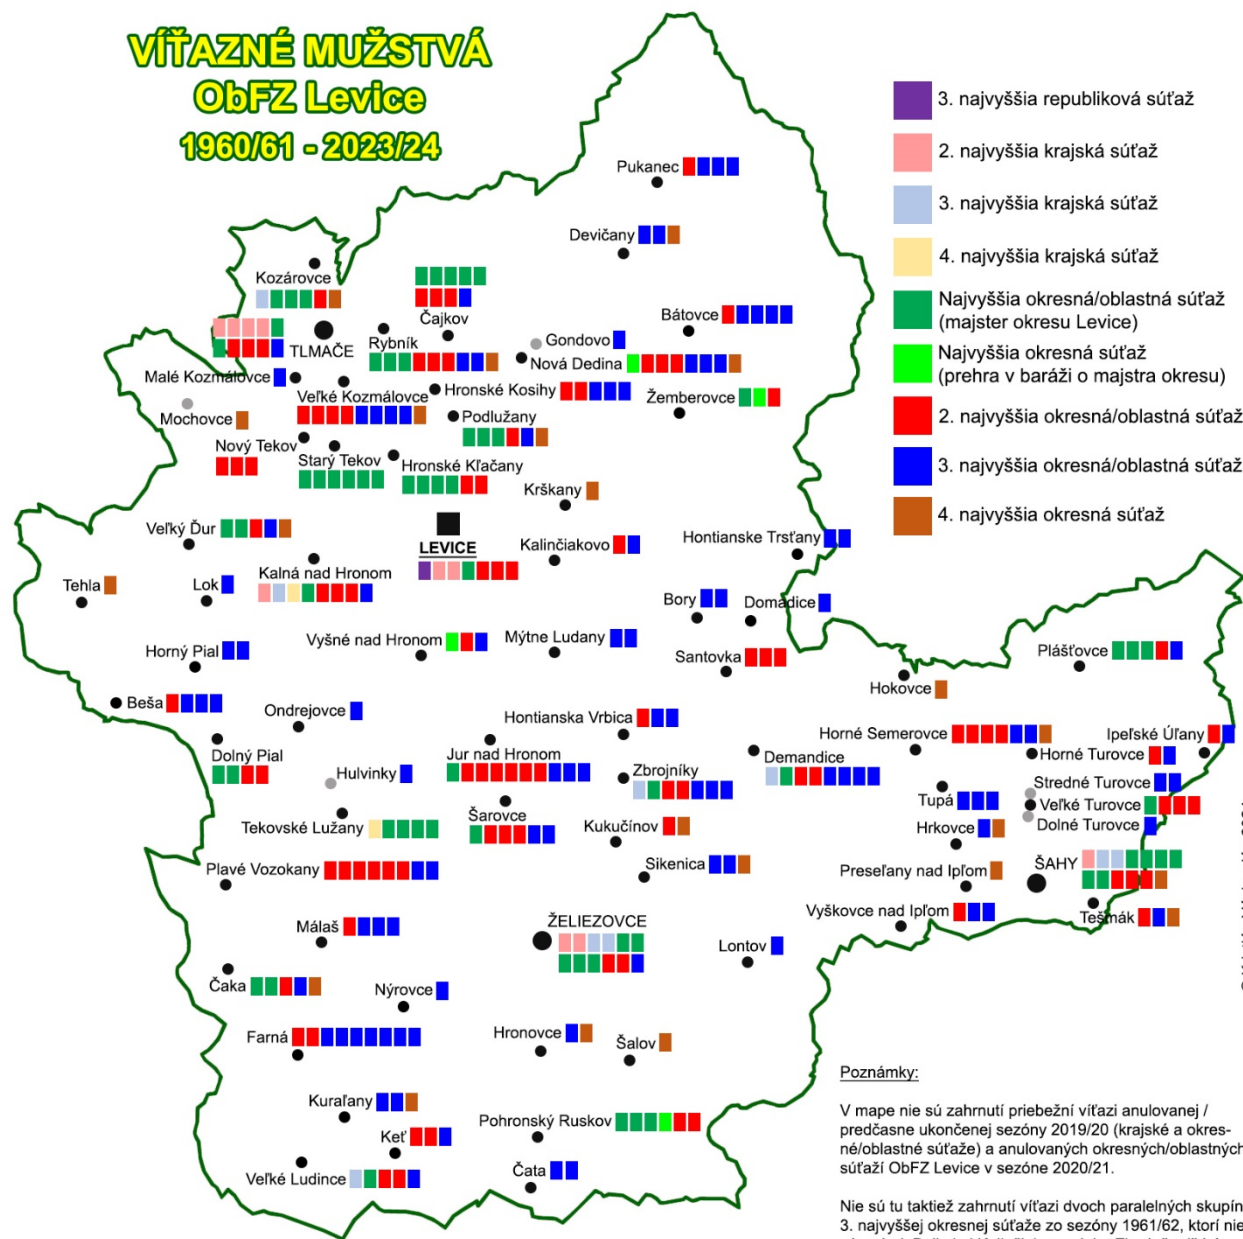 VÍŤAZNÉ MUŽSTVÁ
ObFZ Levice
1960/61 - 2023/24
3. najvyššia republiková súťaž
2. najvyššia krajská súťaž
3. najvyššia krajská súťaž
4. najvyššia krajská súťaž
Najvyššia okresná/oblastná súťaž
(majster okresu Levice)
Najvyššia okresná súťaž
(prehra v baráži o majstra okresu)
2. najvyššia okresná/oblastná súťaž
3. najvyššia okresná/oblastná súťaž
4. najvyššia okresná súťaž
Pukanec
Devičany
Kozárovce
Čajkov
Bátovce
TLMAČE
Rybník
Gondovo
Nová Dedina
Malé Kozmálovce
Veľké Kozmálovce
Hronské Kosihy
Žemberovce
Mochovce
Podlužany
Nový Tekov
Starý Tekov
Hronské Kľačany
Krškany
Veľký Ďur
LEVICE
Kalinčiakovo
Hontianske Trsťany
Tehla
Lok
Kalná nad Hronom
Bory
Domadice
Vyšné nad Hronom
Mýtne Ludany
Horný Pial
Santovka
Plášťovce
Hokovce
Beša
Ondrejovce
Hontianska Vrbica
Horné Semerovce
Ipeľské Úľany
Dolný Pial
Jur nad Hronom
Zbrojníky
Demandice
Horné Turovce
Hulvinky
Stredné Turovce
Tupá
Veľké Turovce
Tekovské Lužany
Šarovce
Kukučínov
Hrkovce
Dolné Turovce
Plavé Vozokany
Sikenica
Preseľany nad Ipľom
ŠAHY
Málaš
ŽELIEZOVCE
Vyškovce nad Ipľom
Tešmák
Lontov
Čaka
Nýrovce
Farná
Hronovce
Šalov
Kuraľany
Pohronský Ruskov
Keť
Veľké Ludince
Čata
Poznámky:
V mape nie sú zahrnutí priebežní víťazi anulovanej /
predčasne ukončenej sezóny 2019/20 (krajské a okres-
né/oblastné súťaže) a anulovaných okresných/oblastných
súťaží ObFZ Levice v sezóne 2020/21.
Nie sú tu taktiež zahrnutí víťazi dvoch paralelných skupín
3. najvyššej okresnej súťaže zo sezóny 1961/62, ktorí nie